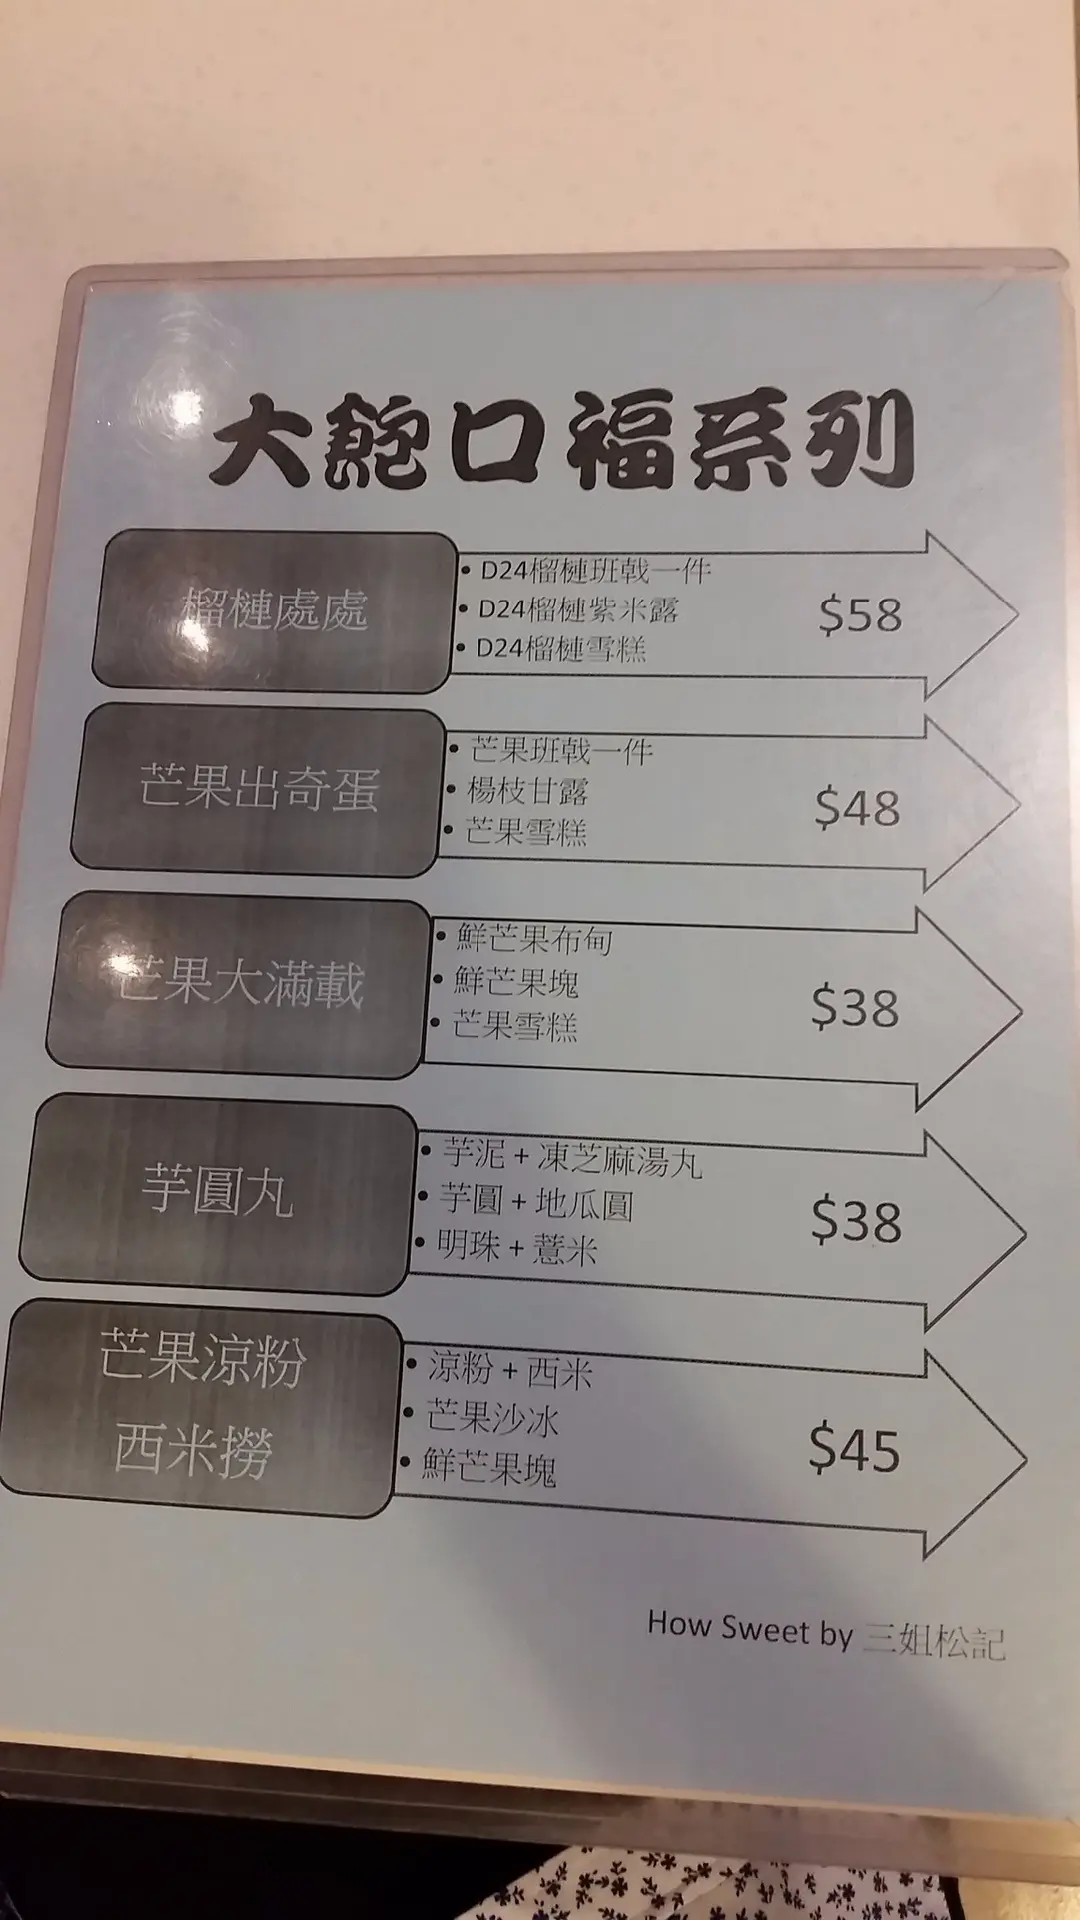 大飽口福系列
榴槤處處
• D24榴槤班戟一件
• D24榴槤紫米露
• D24榴槤雪糕
$58
芒果出奇蛋
• 芒果班戟一件
• 楊枝甘露
• 芒果雪糕
$48
芒果大滿載
• 鮮芒果布甸
• 鮮芒果塊
• 芒果雪糕
$38
芋圓丸
• 芋泥 + 凍芝麻湯丸
• 芋圓 + 地瓜圓
• 明珠 + 薏米
$38
芒果涼粉
西米撈
• 涼粉 + 西米
• 芒果沙冰
• 鮮芒果塊
$45
How Sweet by 三姐松記